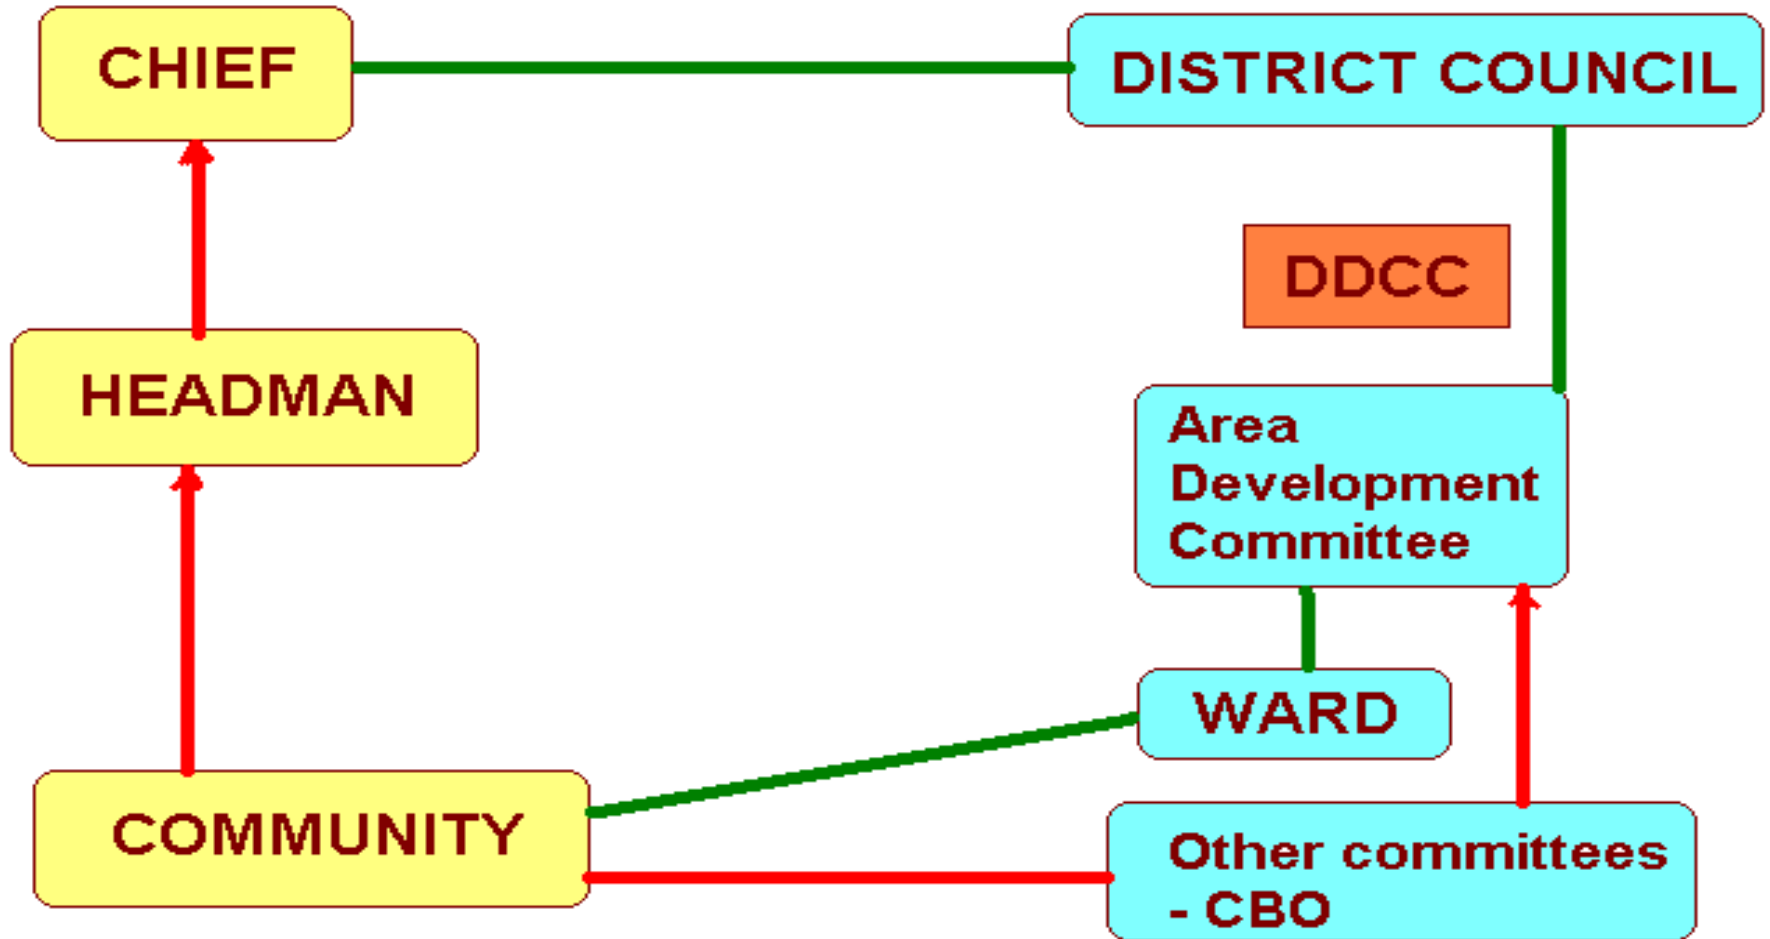 CHIEF
DISTRICT COUNCIL
DDCC
HEADMAN
Area
Development
Committee
WARD
COMMUNITY
Other committees
- CBO